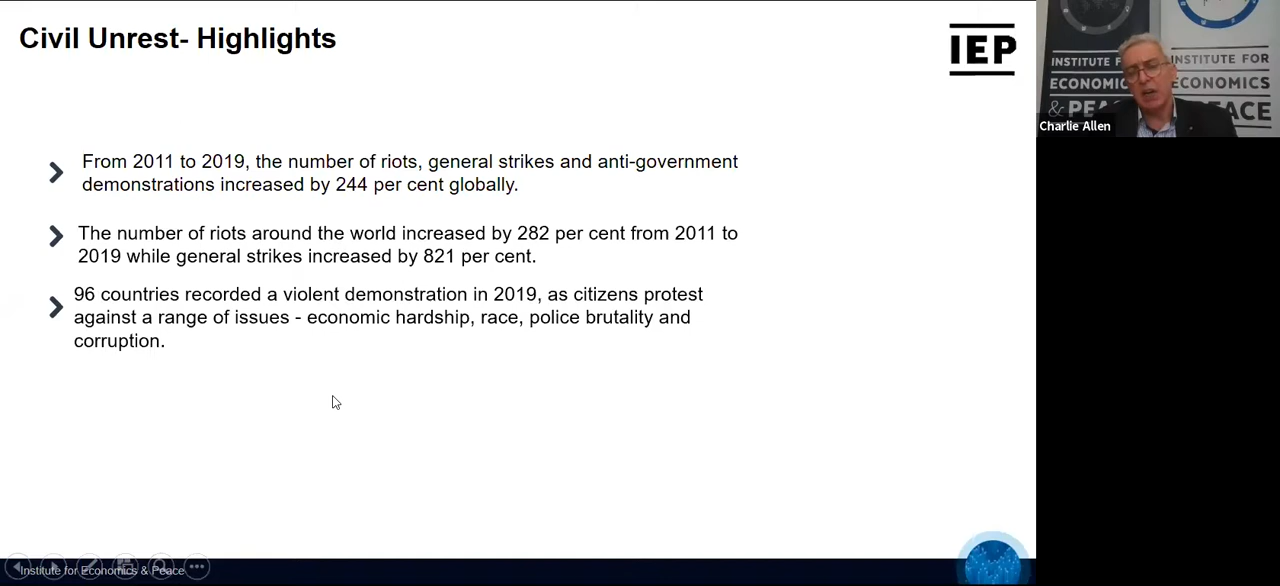 Civil Unrest- Highlights
IEP
From 2011 to 2019, the number of riots, general strikes and anti-government
demonstrations increased by 244 per cent globally.
The number of riots around the world increased by 282 per cent from 2011 to
2019 while general strikes increased by 821 per cent.
96 countries recorded a violent demonstration in 2019, as citizens protest
against a range of issues - economic hardship, race, police brutality and
corruption.
Institute for Economics & Peace
INSTITUTE F
ECONOMIC
& PEA
INSTITUTE FOR
ECONOMICS
PEACE
Charlie Allen